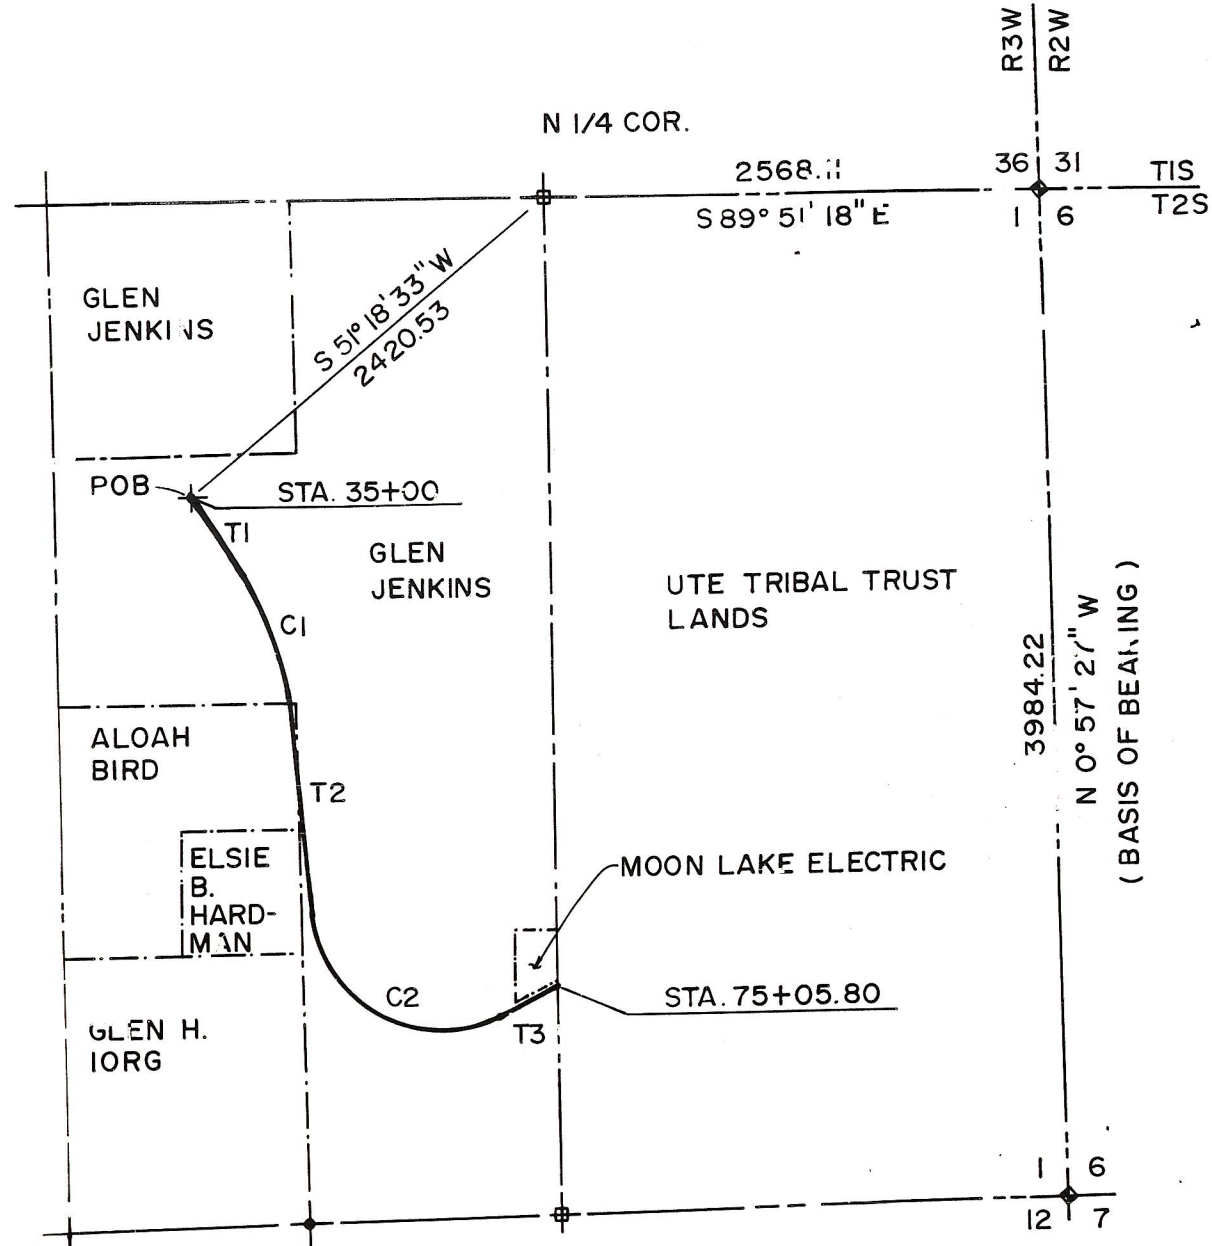 R3W
R2W
N 1/4 COR.
2568.11
36 31
T1S
S 89° 51' 18" E
1 6
T2S
S 51° 18' 33" W
2420.53
GLEN
JENKINS
POB
STA. 35+00
T1
GLEN
JENKINS
C1
UTE TRIBAL TRUST
LANDS
3984.22
N 0° 57' 27" W
(BASIS OF BEARING)
ALOAH
BIRD
T2
ELSIE
B.
HARD-
MAN
MOON LAKE ELECTRIC
C2
STA. 75+05.80
T3
GLEN H.
IORG
1 6
12 7